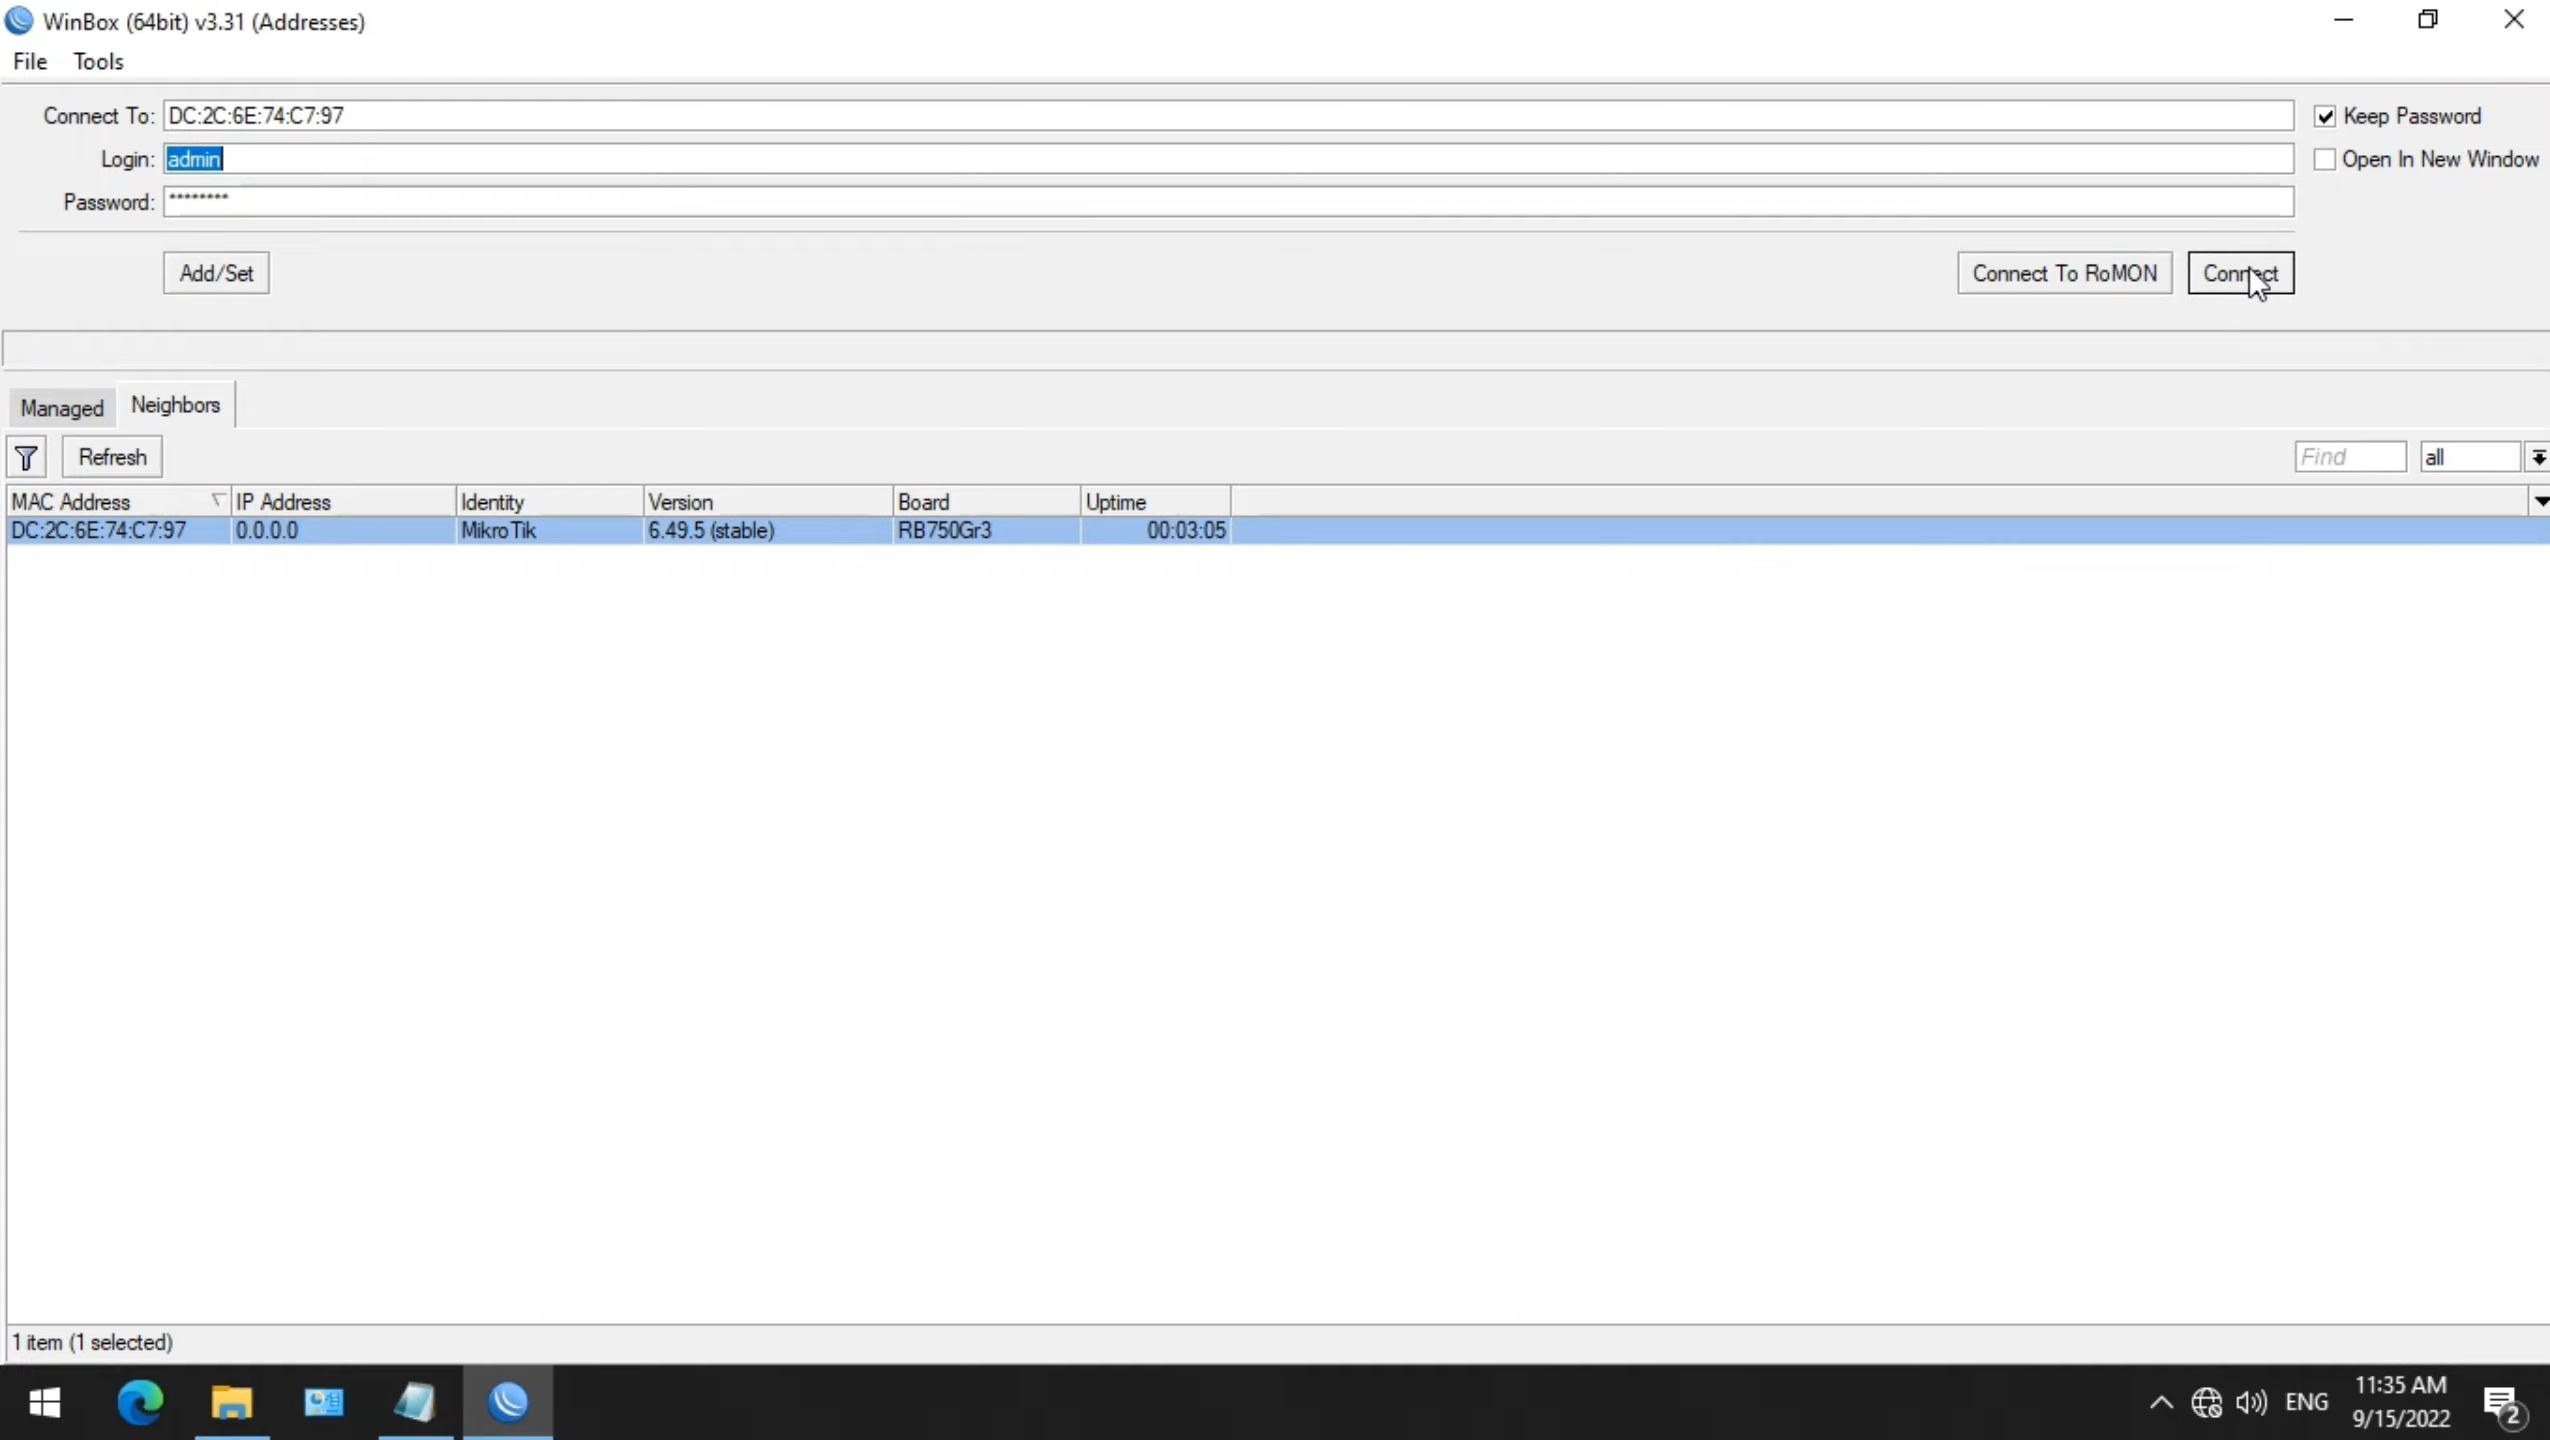 WinBox (64bit) v3.31 (Addresses)
File Tools
Connect To: DC:2C:6E:74:C7:97 Keep Password
Login: admin Open In New Window
Password: ********
Add/Set Connect To RoMON Connect
Managed Neighbors
Refresh Find all
MAC Address IP Address Identity Version Board Uptime
DC:2C:6E:74:C7:97 0.0.0.0 MikroTik 6.49.5 (stable) RB750Gr3 00:03:05
1 item (1 selected)
ENG 11:35 AM
9/15/2022 2